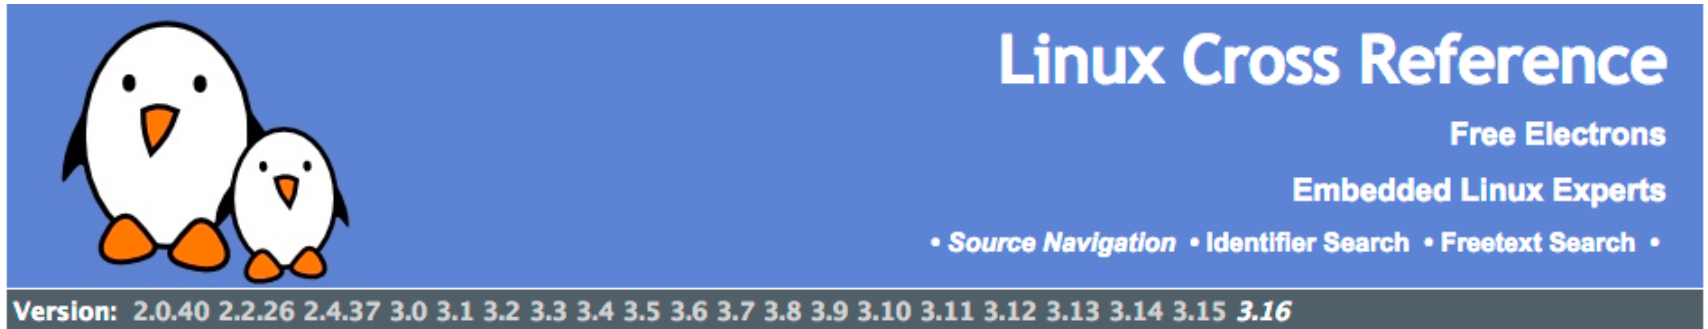 Linux Cross Reference
Free Electrons
Embedded Linux Experts
• Source Navigation • Identifier Search • Freetext Search •
Version: 2.0.40 2.2.26 2.4.37 3.0 3.1 3.2 3.3 3.4 3.5 3.6 3.7 3.8 3.9 3.10 3.11 3.12 3.13 3.14 3.15 3.16